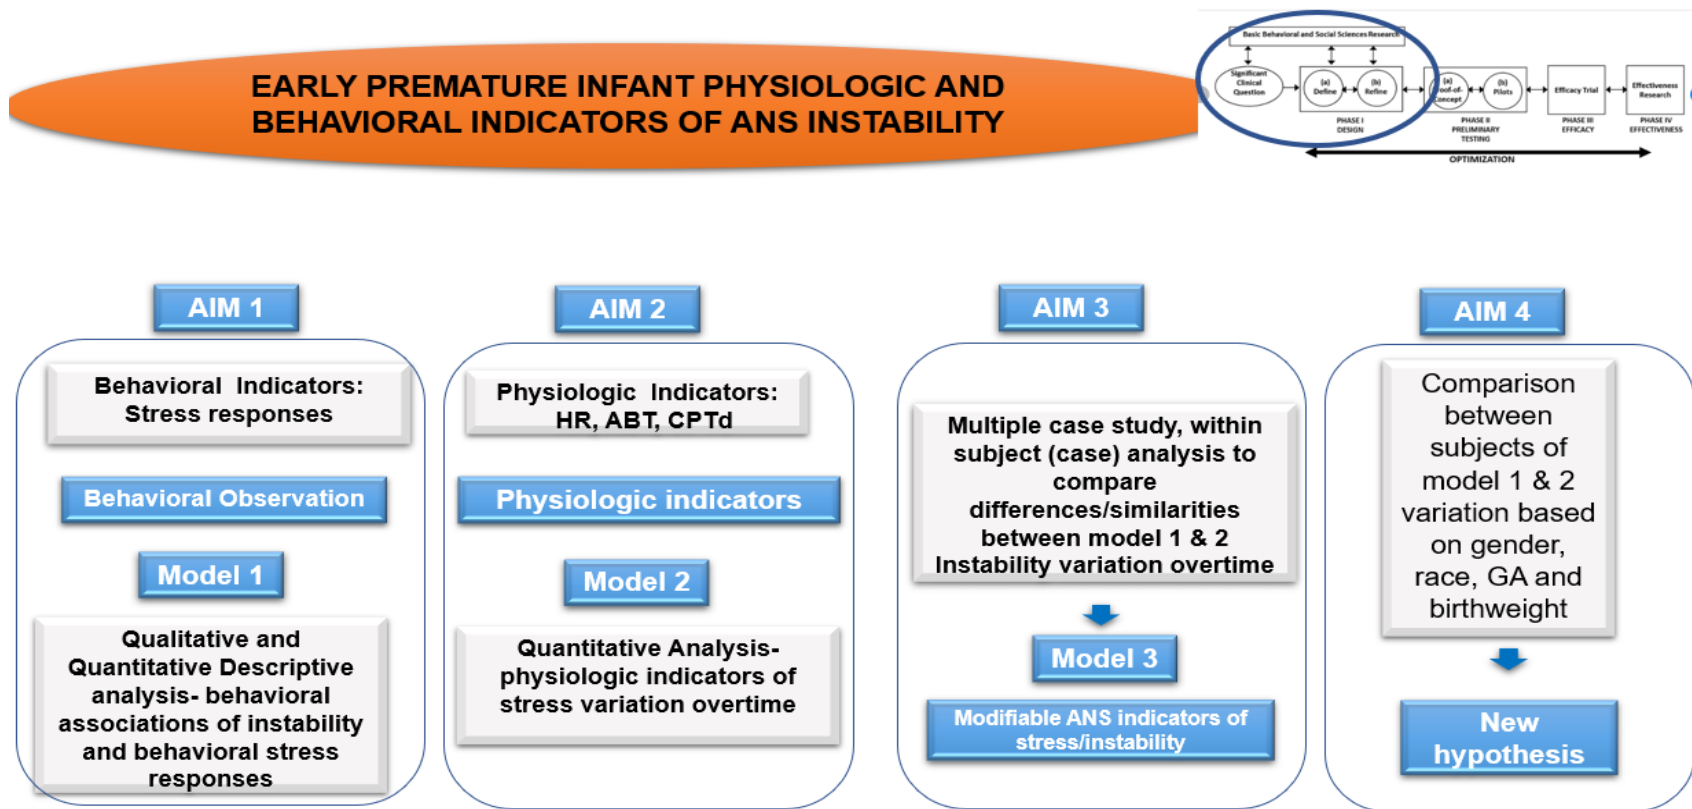 EARLY PREMATURE INFANT PHYSIOLOGIC AND
BEHAVIORAL INDICATORS OF ANS INSTABILITY
Basic Behavioral and Social Sciences Research
Significant
Clinical
Question
(a)
Define
(b)
Refine
(a)
Proof-of-
Concept
(b)
Pilots
Efficacy Trial
Effectiveness
Research
PHASE I
DESIGN
PHASE II
PRELIMINARY
TESTING
PHASE III
EFFICACY
PHASE IV
EFFECTIVENESS
OPTIMIZATION
AIM 1
Behavioral Indicators:
Stress responses
Behavioral Observation
Model 1
Qualitative and
Quantitative Descriptive
analysis- behavioral
associations of instability
and behavioral stress
responses
AIM 2
Physiologic Indicators:
HR, ABT, CPTd
Physiologic indicators
Model 2
Quantitative Analysis-
physiologic indicators of
stress variation overtime
AIM 3
Multiple case study, within
subject (case) analysis to
compare
differences/similarities
between model 1 & 2
Instability variation overtime
Model 3
Modifiable ANS indicators of
stress/instability
AIM 4
Comparison
between
subjects of
model 1 & 2
variation based
on gender,
race, GA and
birthweight
New
hypothesis